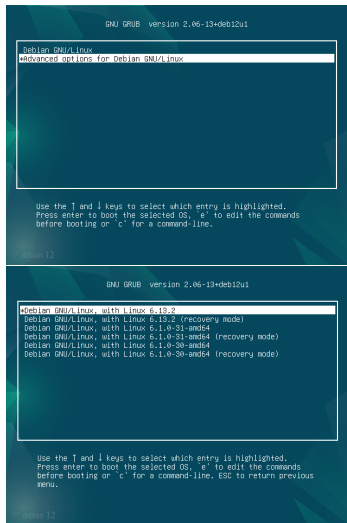 GNU GRUB  version 2.06-13+deb12u1
Debian GNU/Linux
*Advanced options for Debian GNU/Linux
Use the ↑ and ↓ keys to select which entry is highlighted.
Press enter to boot the selected OS, `e' to edit the commands
before booting or `c' for a command-line.
debian 12
GNU GRUB  version 2.06-13+deb12u1
*Debian GNU/Linux, with Linux 6.13.2
Debian GNU/Linux, with Linux 6.13.2 (recovery mode)
Debian GNU/Linux, with Linux 6.1.0-31-amd64
Debian GNU/Linux, with Linux 6.1.0-31-amd64 (recovery mode)
Debian GNU/Linux, with Linux 6.1.0-30-amd64
Debian GNU/Linux, with Linux 6.1.0-30-amd64 (recovery mode)
Use the ↑ and ↓ keys to select which entry is highlighted.
Press enter to boot the selected OS, `e' to edit the commands
before booting or `c' for a command-line. ESC to return previous
menu.
debian 12